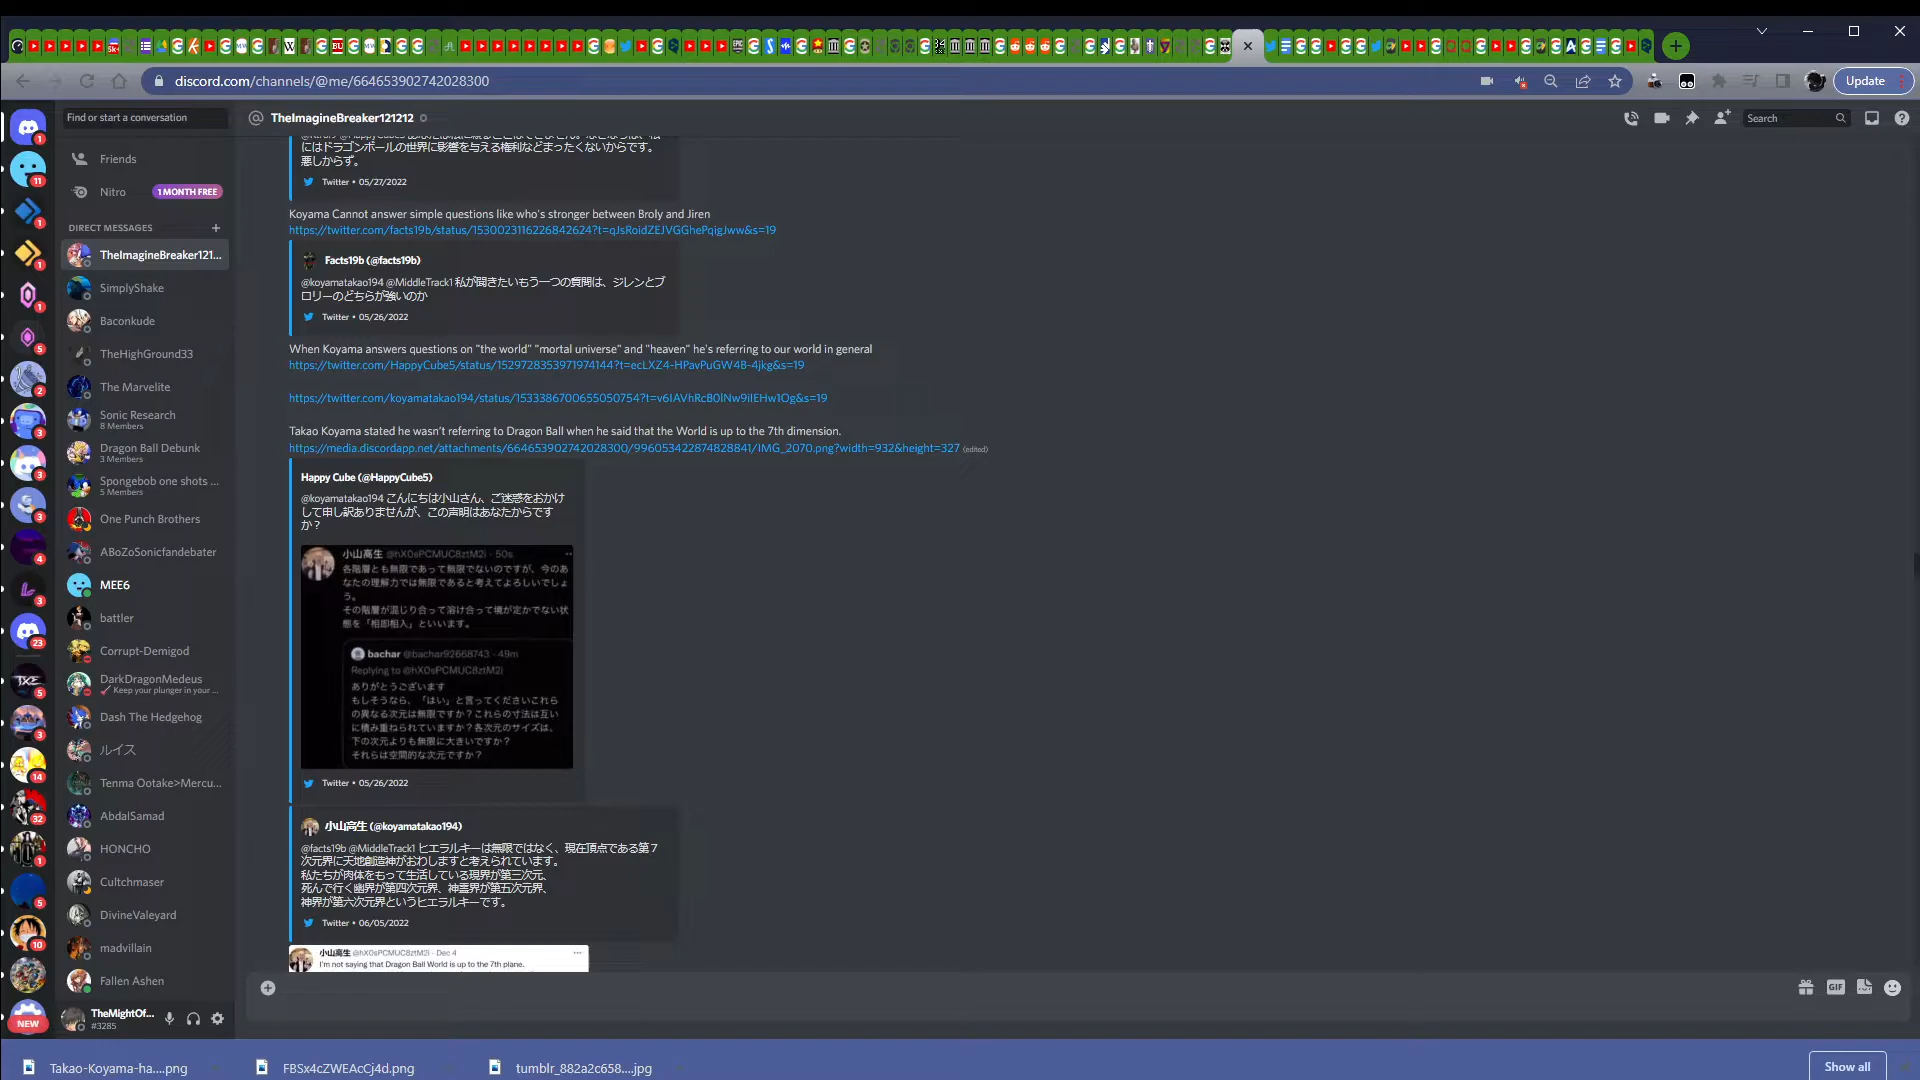 discord.com/channels/@me/664653902742028300
Update
Find or start a conversation
TheImagineBreaker121212
Search
Friends
Nitro
1 MONTH FREE
DIRECT MESSAGES
TheImagineBreaker121...
SimplyShake
Baconkude
TheHighGround33
The Marvelite
Sonic Research
8 Members
Dragon Ball Debunk
3 Members
Spongebob one shots ...
5 Members
One Punch Brothers
ABoZoSonicfandebater
MEE6
battler
Corrupt-Demigod
DarkDragonMedeus
Keep your plunger in your ...
Dash The Hedgehog
ルイス
Tenma Ootake>Mercu...
AbdalSamad
HONCHO
Cultchmaser
DivineValeyard
madvillain
Fallen Ashen
TheMightOf...
#3285
NEW
にはドラゴンボールの世界に影響を与える権利などまったくないからです。
悪しからず。
Twitter • 05/27/2022
Koyama Cannot answer simple questions like who's stronger between Broly and Jiren
https://twitter.com/facts19b/status/1530023116226842624?t=qJsRoidZEJVGGhePqigJww&s=19
Facts19b (@facts19b)
@koyamatakao194 @MiddleTrack1 私が聞きたいもう一つの質問は、ジレンとブ
ロリーのどちらが強いのか
Twitter • 05/26/2022
When Koyama answers questions on "the world" "mortal universe" and "heaven" he's referring to our world in general
https://twitter.com/HappyCube5/status/1529728353971974144?t=ecLXZ4-HPavPuGW4B-4jkg&s=19
https://twitter.com/koyamatakao194/status/1533386700655050754?t=v6IAVhRcB0lNw9iIEHw1Og&s=19
Takao Koyama stated he wasn't referring to Dragon Ball when he said that the World is up to the 7th dimension.
https://media.discordapp.net/attachments/664653902742028300/996053422874828841/IMG_2070.png?width=932&height=327 (edited)
Happy Cube (@HappyCube5)
@koyamatakao194 こんにちは小山さん、ご迷惑をおかけ
して申し訳ありませんが、この声明はあなたからです
か？
小山高生 @hX0sPCMUC8ztM2i · 50s
各階層とも無限であって無限でないのですが、今のあ
なたの理解力では無限であると考えてよろしいでしょ
う。
その階層が混じり合って溶け合って境が定かでない状
態を「相即相入」といいます。
bachar @bachar92668743 · 49m
Replying to @hX0sPCMUC8ztM2i
ありがとうございます
もしそうなら、「はい」と言ってくださいこれら
の異なる次元は無限ですか？これらの寸法は互い
に積み重ねられていますか？各次元のサイズは、
下の次元よりも無限に大きいですか？
それらは空間的な次元ですか？
Twitter • 05/26/2022
小山高生 (@koyamatakao194)
@facts19b @MiddleTrack1 ヒエラルキーは無限ではなく、現在頂点である第７
次元界に天地創造神がおわしますと考えられています。
私たちが肉体をもって生活している現界が第三次元、
死んで行く幽界が第四次元界、神霊界が第五次元界、
神界が第六次元界というヒエラルキーです。
Twitter • 06/05/2022
小山高生 @hX0sPCMUC8ztM2i · Dec 4
I'm not saying that Dragon Ball World is up to the 7th plane.
GIF
Takao-Koyama-ha....png
FBSx4cZWEAcCj4d.png
tumblr_882a2c658....jpg
Show all